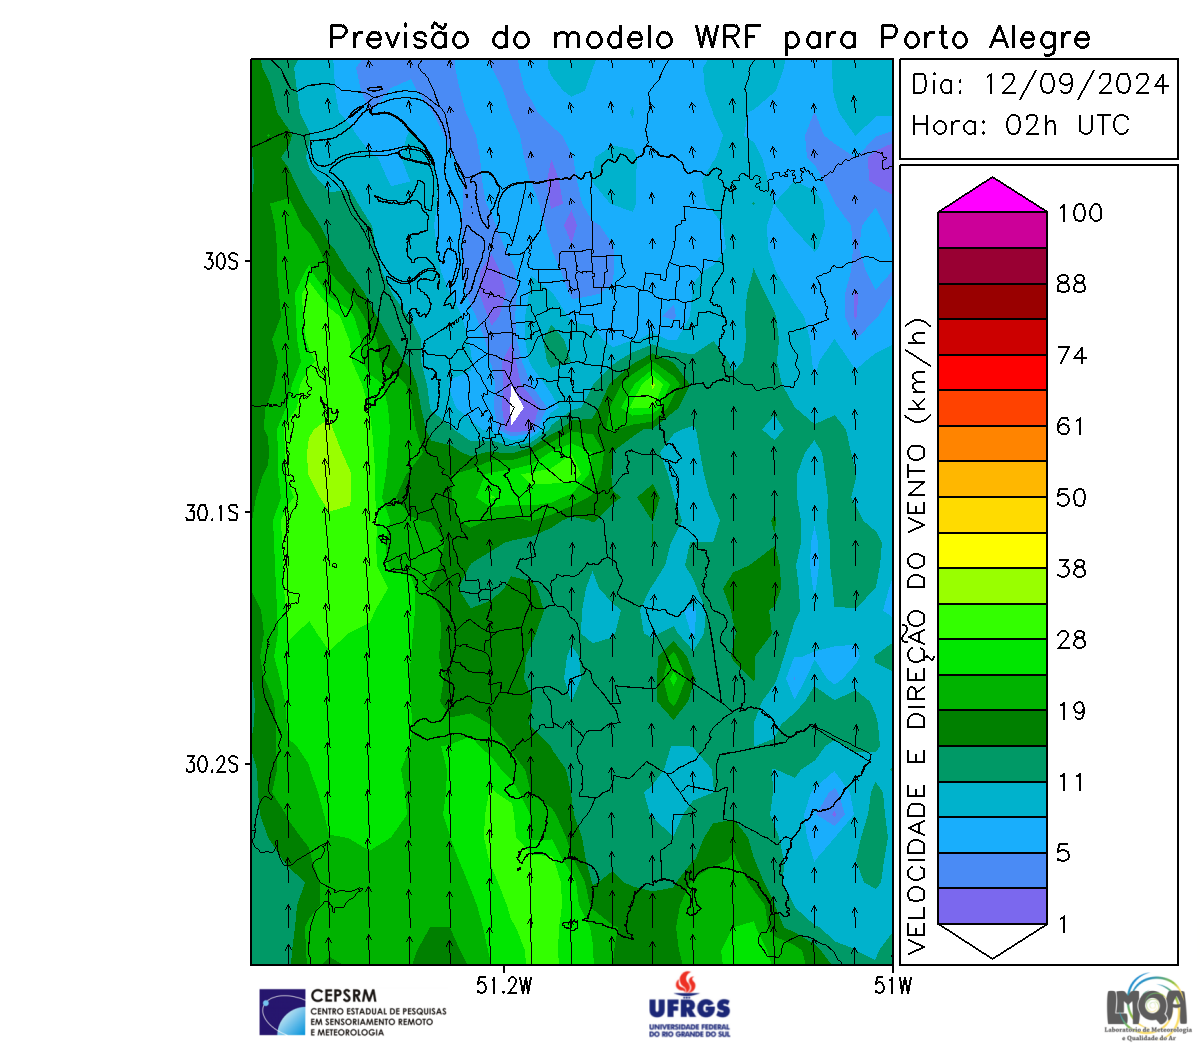 Previsão do modelo WRF para Porto Alegre
Dia: 12/09/2024
Hora: 02h UTC
100
88
74
61
50
38
28
19
11
5
1
VELOCIDADE E DIREÇÃO DO VENTO (km/h)
30S
30.1S
30.2S
51.2W
51W
CEPSRM
CENTRO ESTADUAL DE PESQUISAS
EM SENSORIAMENTO REMOTO
E METEOROLOGIA
UFRGS
UNIVERSIDADE FEDERAL
DO RIO GRANDE DO SUL
LMQA
Laboratório de Meteorologia
e Qualidade do Ar